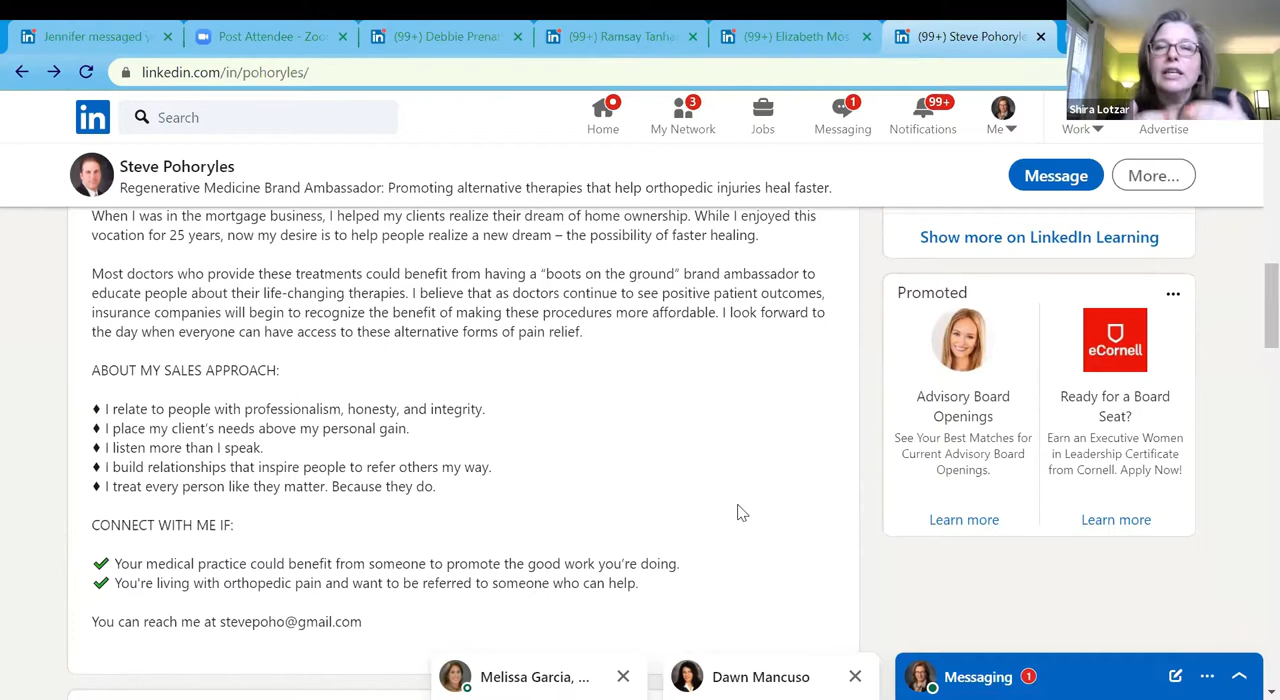 Jennifer messaged y
Post Attendee - Zoo
(99+) Debbie Prena
(99+) Ramsay Tanha
(99+) Elizabeth Mos
(99+) Steve Pohoryle
linkedin.com/in/pohoryles/
Shira Lotzar
in
Search
Home
3
My Network
Jobs
1
Messaging
99+
Notifications
Me
Work
Advertise
Steve Pohoryles
Regenerative Medicine Brand Ambassador: Promoting alternative therapies that help orthopedic injuries heal faster.
Message
More...
When I was in the mortgage business, I helped my clients realize their dream of home ownership. While I enjoyed this
vocation for 25 years, now my desire is to help people realize a new dream – the possibility of faster healing.
Most doctors who provide these treatments could benefit from having a “boots on the ground” brand ambassador to
educate people about their life-changing therapies. I believe that as doctors continue to see positive patient outcomes,
insurance companies will begin to recognize the benefit of making these procedures more affordable. I look forward to
the day when everyone can have access to these alternative forms of pain relief.
ABOUT MY SALES APPROACH:
♦ I relate to people with professionalism, honesty, and integrity.
♦ I place my client’s needs above my personal gain.
♦ I listen more than I speak.
♦ I build relationships that inspire people to refer others my way.
♦ I treat every person like they matter. Because they do.
CONNECT WITH ME IF:
✔ Your medical practice could benefit from someone to promote the good work you’re doing.
✔ You're living with orthopedic pain and want to be referred to someone who can help.
You can reach me at stevepoho@gmail.com
Show more on LinkedIn Learning
Promoted
...
eCornell
Advisory Board
Openings
See Your Best Matches for
Current Advisory Board
Openings.
Learn more
Ready for a Board
Seat?
Earn an Executive Women
in Leadership Certificate
from Cornell. Apply Now!
Learn more
Melissa Garcia, ...
Dawn Mancuso
Messaging
1